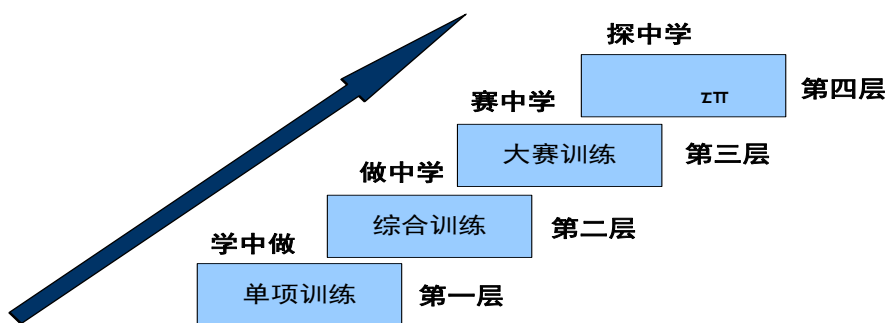 探中学
第四层
赛中学
大赛训练
第三层
做中学
综合训练
第二层
学中做
单项训练
第一层